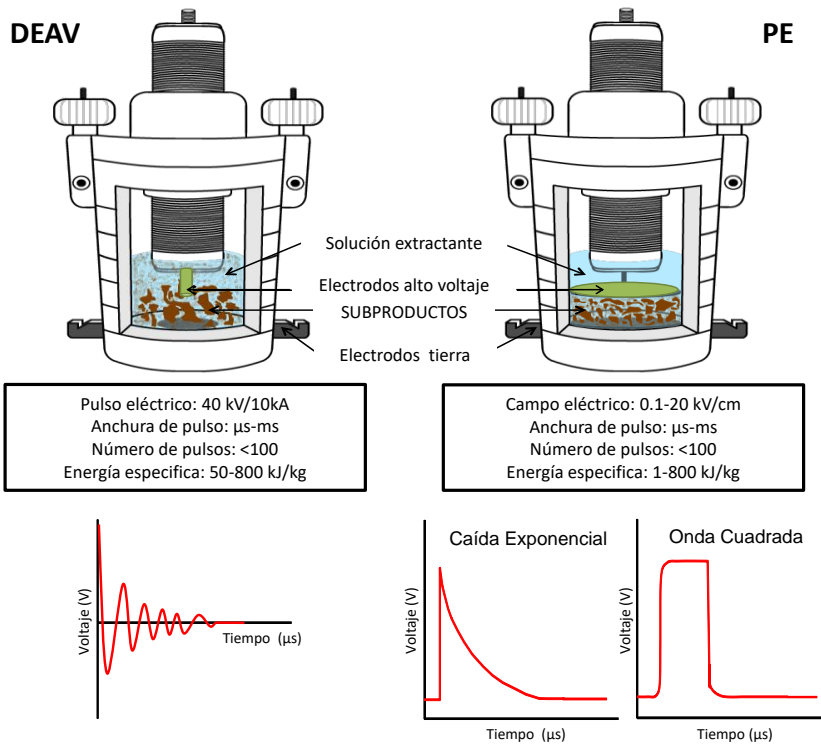 DEAV
PE
Solución extractante
Electrodos alto voltaje
SUBPRODUCTOS
Electrodos tierra
Pulso eléctrico: 40 kV/10kA
Anchura de pulso: µs-ms
Número de pulsos: <100
Energía especifica: 50-800 kJ/kg
Campo eléctrico: 0.1-20 kV/cm
Anchura de pulso: µs-ms
Número de pulsos: <100
Energía especifica: 1-800 kJ/kg
Voltaje (V)
Tiempo (µs)
Caída Exponencial
Voltaje (V)
Tiempo (µs)
Onda Cuadrada
Voltaje (V)
Tiempo (µs)